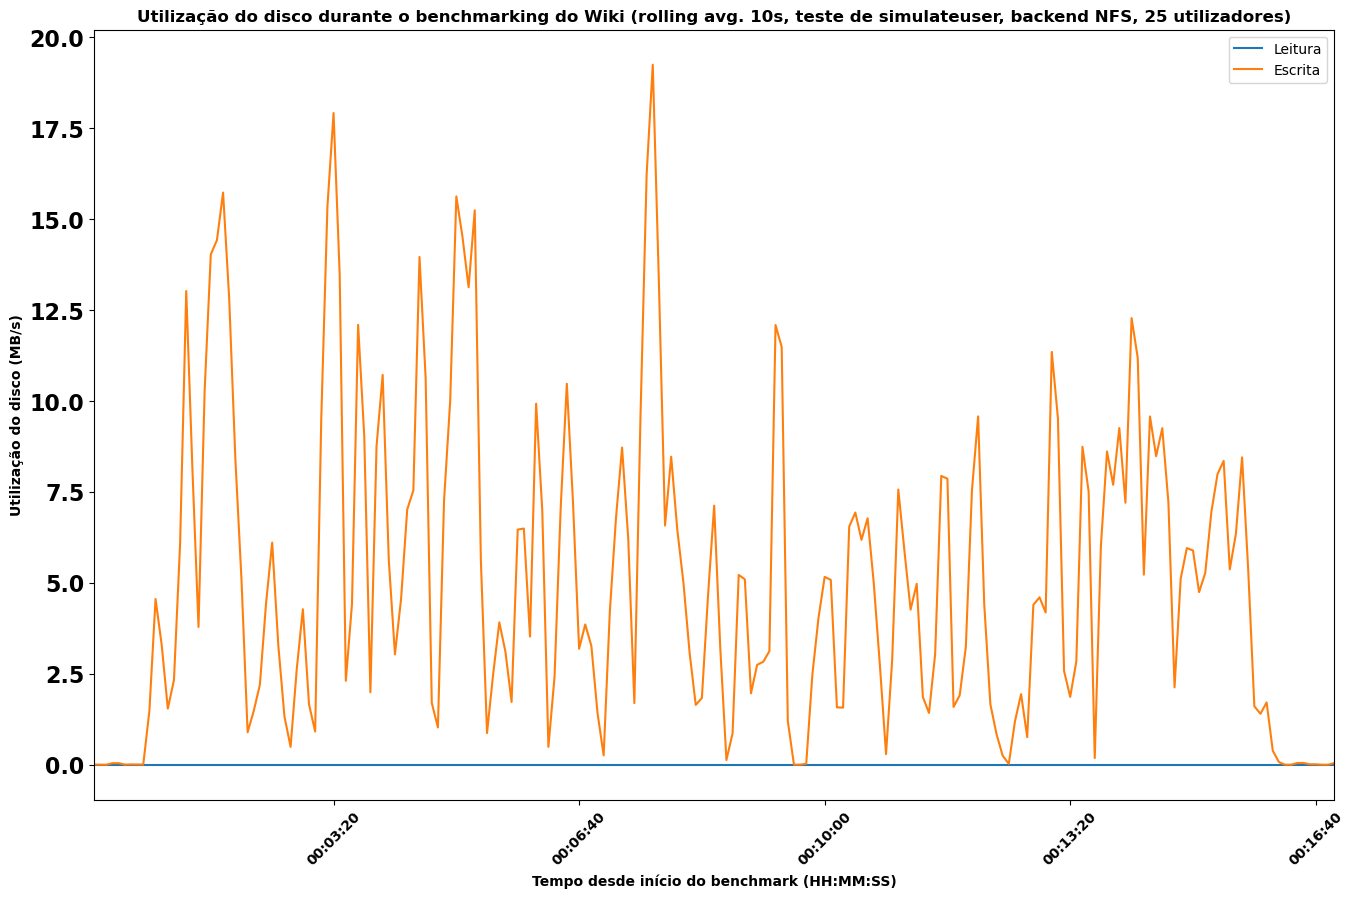 Utilização do disco durante o benchmarking do Wiki (rolling avg. 10s, teste de simulateuser, backend NFS, 25 utilizadores)
Leitura
Escrita
Utilização do disco (MB/s)
20.0
17.5
15.0
12.5
10.0
7.5
5.0
2.5
0.0
00:03:20
00:06:40
00:10:00
00:13:20
00:16:40
Tempo desde início do benchmark (HH:MM:SS)